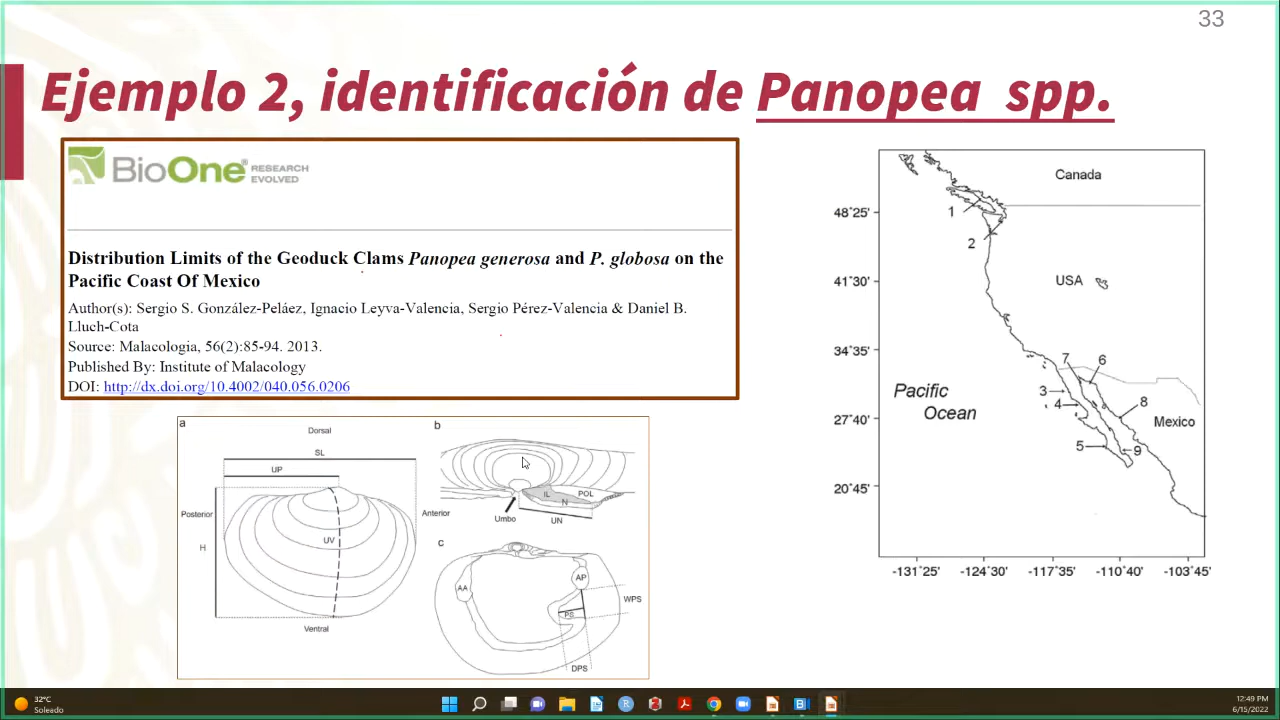 33
Ejemplo 2, identificación de Panopea spp.
BioOne® RESEARCH EVOLVED
Distribution Limits of the Geoduck Clams Panopea generosa and P. globosa on the
Pacific Coast Of Mexico
Author(s): Sergio S. González-Peláez, Ignacio Leyva-Valencia, Sergio Pérez-Valencia & Daniel B.
Lluch-Cota
Source: Malacologia, 56(2):85-94. 2013.
Published By: Institute of Malacology
DOI: http://dx.doi.org/10.4002/040.056.0206
a
Dorsal
SL
UP
Posterior
Anterior
H
UV
Ventral
b
IL
POL
N
Umbo
UN
c
AA
AP
WPS
PS
DPS
Canada
48°25'
1
2
41°30'
USA
34°35'
7
6
Pacific
Ocean
3
4
8
27°40'
Mexico
5
9
20°45'
-131°25' -124°30' -117°35' -110°40' -103°45'
32°C
Soleado
12:49 PM
6/15/2022